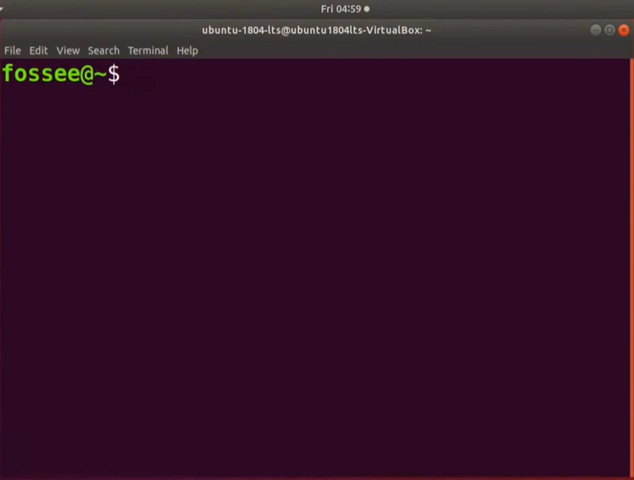 Fri 04:59
ubuntu-1804-lts@ubuntu1804lts-VirtualBox: ~
File Edit View Search Terminal Help
fossee@~$